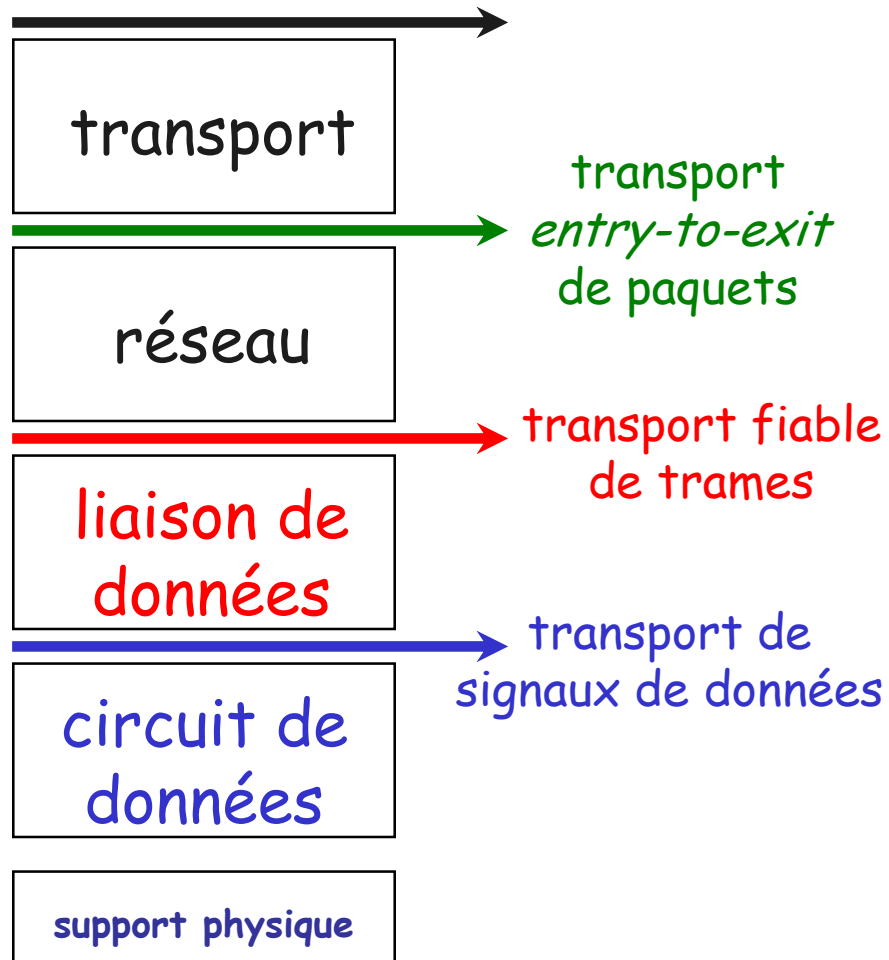 transport
transport
entry-to-exit
de paquets
réseau
transport fiable
de trames
liaison de
données
transport de
signaux de données
circuit de
données
support physique